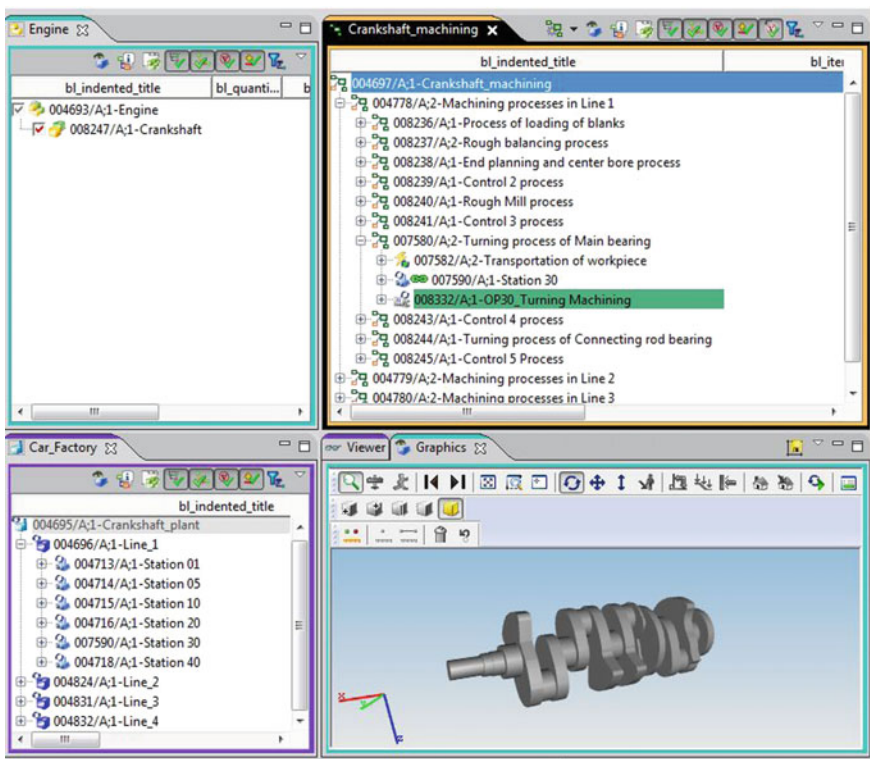 Engine
bl_indented_title bl_quanti... b
004693/A;1-Engine
008247/A;1-Crankshaft
Crankshaft_machining
bl_indented_title bl_iter
004697/A;1-Crankshaft_machining
004778/A;2-Machining processes in Line 1
008236/A;1-Process of loading of blanks
008237/A;2-Rough balancing process
008238/A;1-End planning and center bore process
008239/A;1-Control 2 process
008240/A;1-Rough Mill process
008241/A;1-Control 3 process
007580/A;2-Turning process of Main bearing
007582/A;2-Transportation of workpiece
007590/A;1-Station 30
008332/A;1-OP30_Turning Machining
008243/A;1-Control 4 process
008244/A;1-Turning process of Connecting rod bearing
008245/A;1-Control 5 Process
004779/A;2-Machining processes in Line 2
004780/A;2-Machining processes in Line 3
Car_Factory
bl_indented_title
004695/A;1-Crankshaft_plant
004696/A;1-Line_1
004713/A;1-Station 01
004714/A;1-Station 05
004715/A;1-Station 10
004716/A;1-Station 20
007590/A;1-Station 30
004718/A;1-Station 40
004824/A;1-Line_2
004831/A;1-Line_3
004832/A;1-Line_4
Viewer Graphics
X
Y
Z